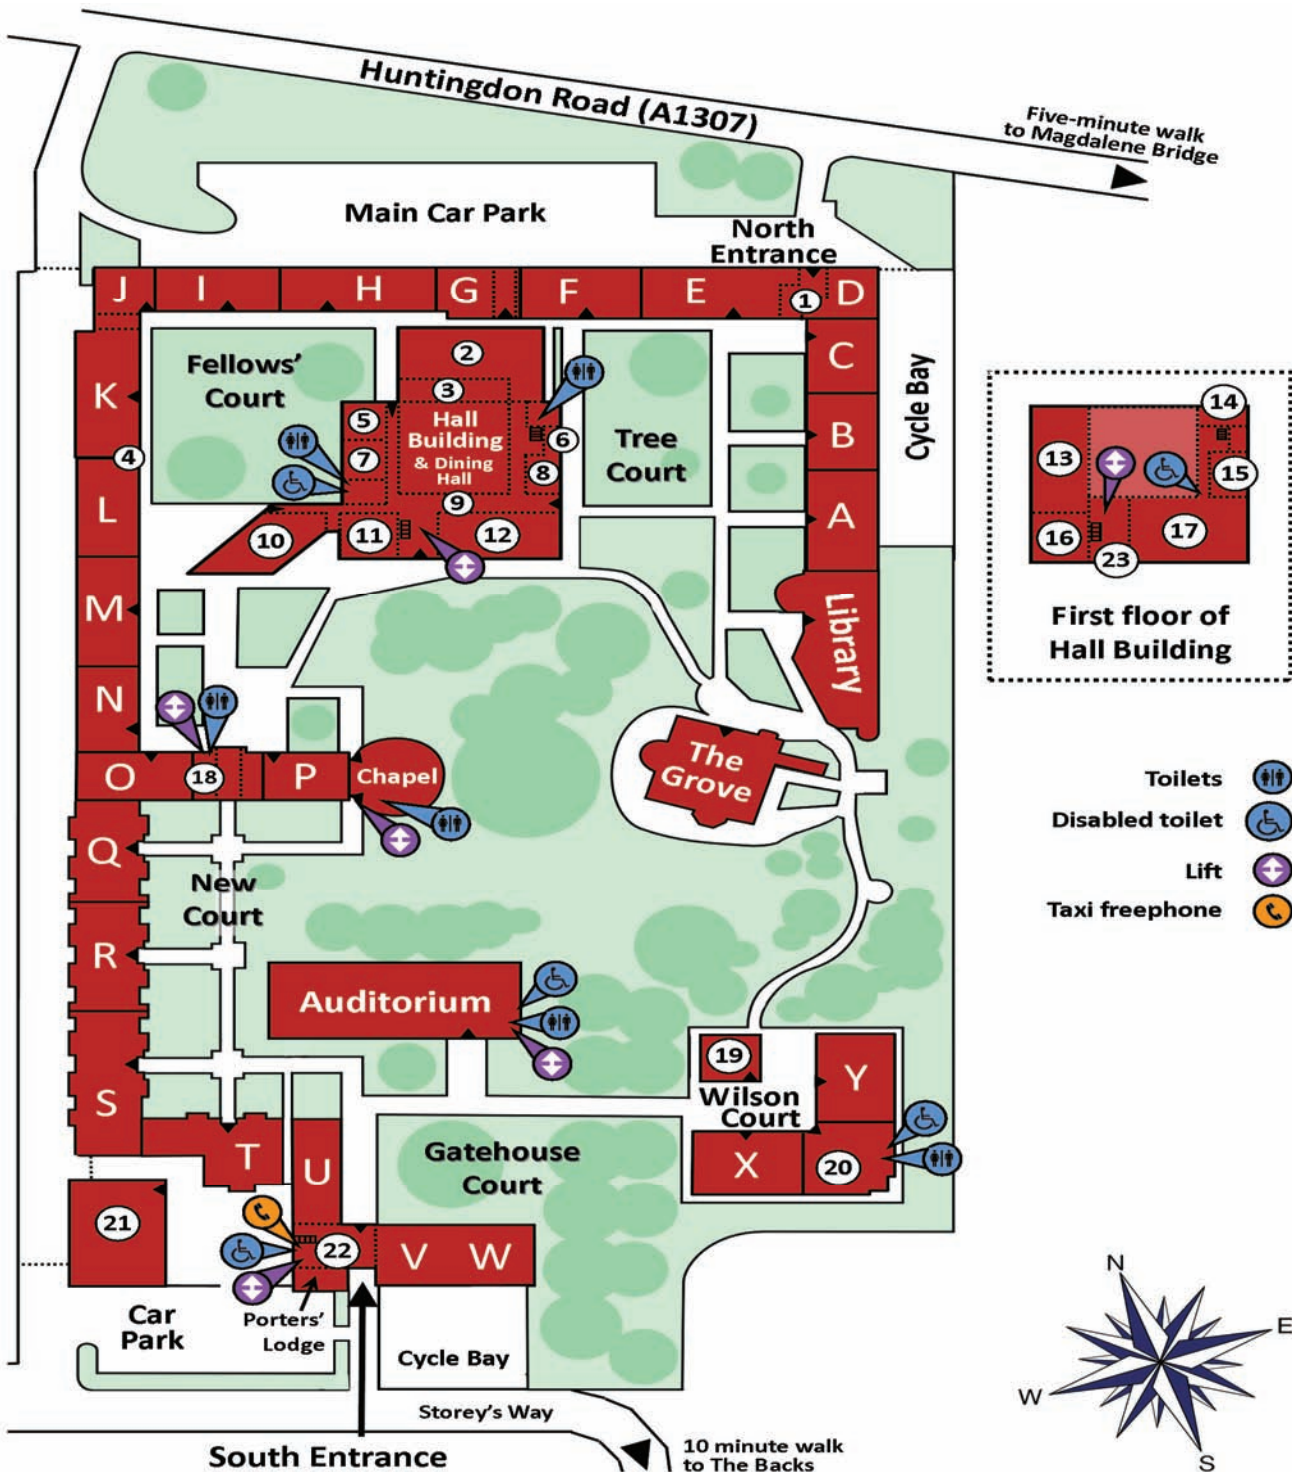 Huntingdon Road (A1307)
Five-minute walk
to Magdalene Bridge
Main Car Park
North
Entrance
J
I
H
G
F
E
1
D
Fellows'
Court
2
3
C
K
5
Hall
Building
& Dining
Hall
6
Tree
Court
B
Cycle Bay
4
7
8
L
9
A
10
11
12
14
13
15
16
17
23
First floor of
Hall Building
M
Library
N
O
18
P
Chapel
The
Grove
Toilets
Disabled toilet
Lift
Taxi freephone
Q
New
Court
R
Auditorium
S
19
Wilson
Court
Y
T
U
Gatehouse
Court
X
20
21
22
V
W
Car
Park
Porters'
Lodge
Cycle Bay
N
E
W
S
Storey's Way
South Entrance
10 minute walk
to The Backs